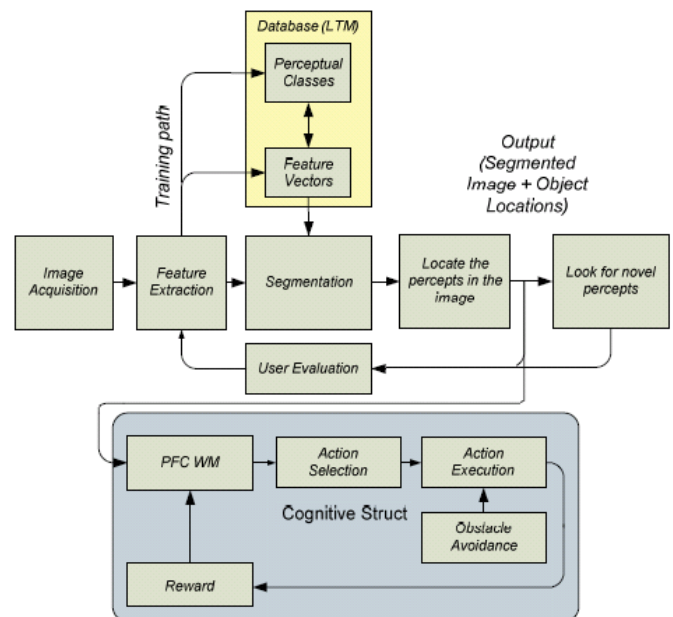 Database (LTM)
Perceptual
Classes
Feature
Vectors
Training path
Output
(Segmented
Image + Object
Locations)
Image
Acquisition
Feature
Extraction
Segmentation
Locate the
percepts in the
image
Look for novel
percepts
User Evaluation
PFC WM
Action
Selection
Action
Execution
Cognitive Struct
Obstacle
Avoidance
Reward